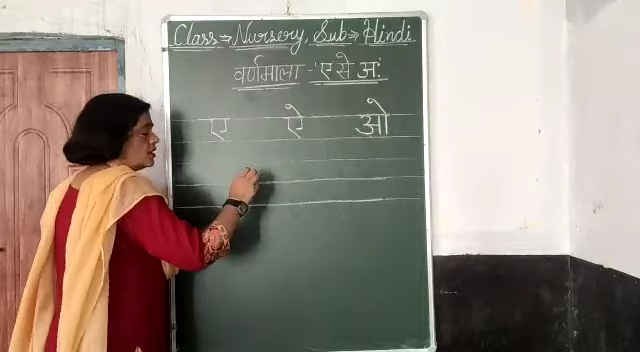 Class → Nursery, Sub → Hindi
वर्णमाला - 'ए से अः'
ए ऐ ओ